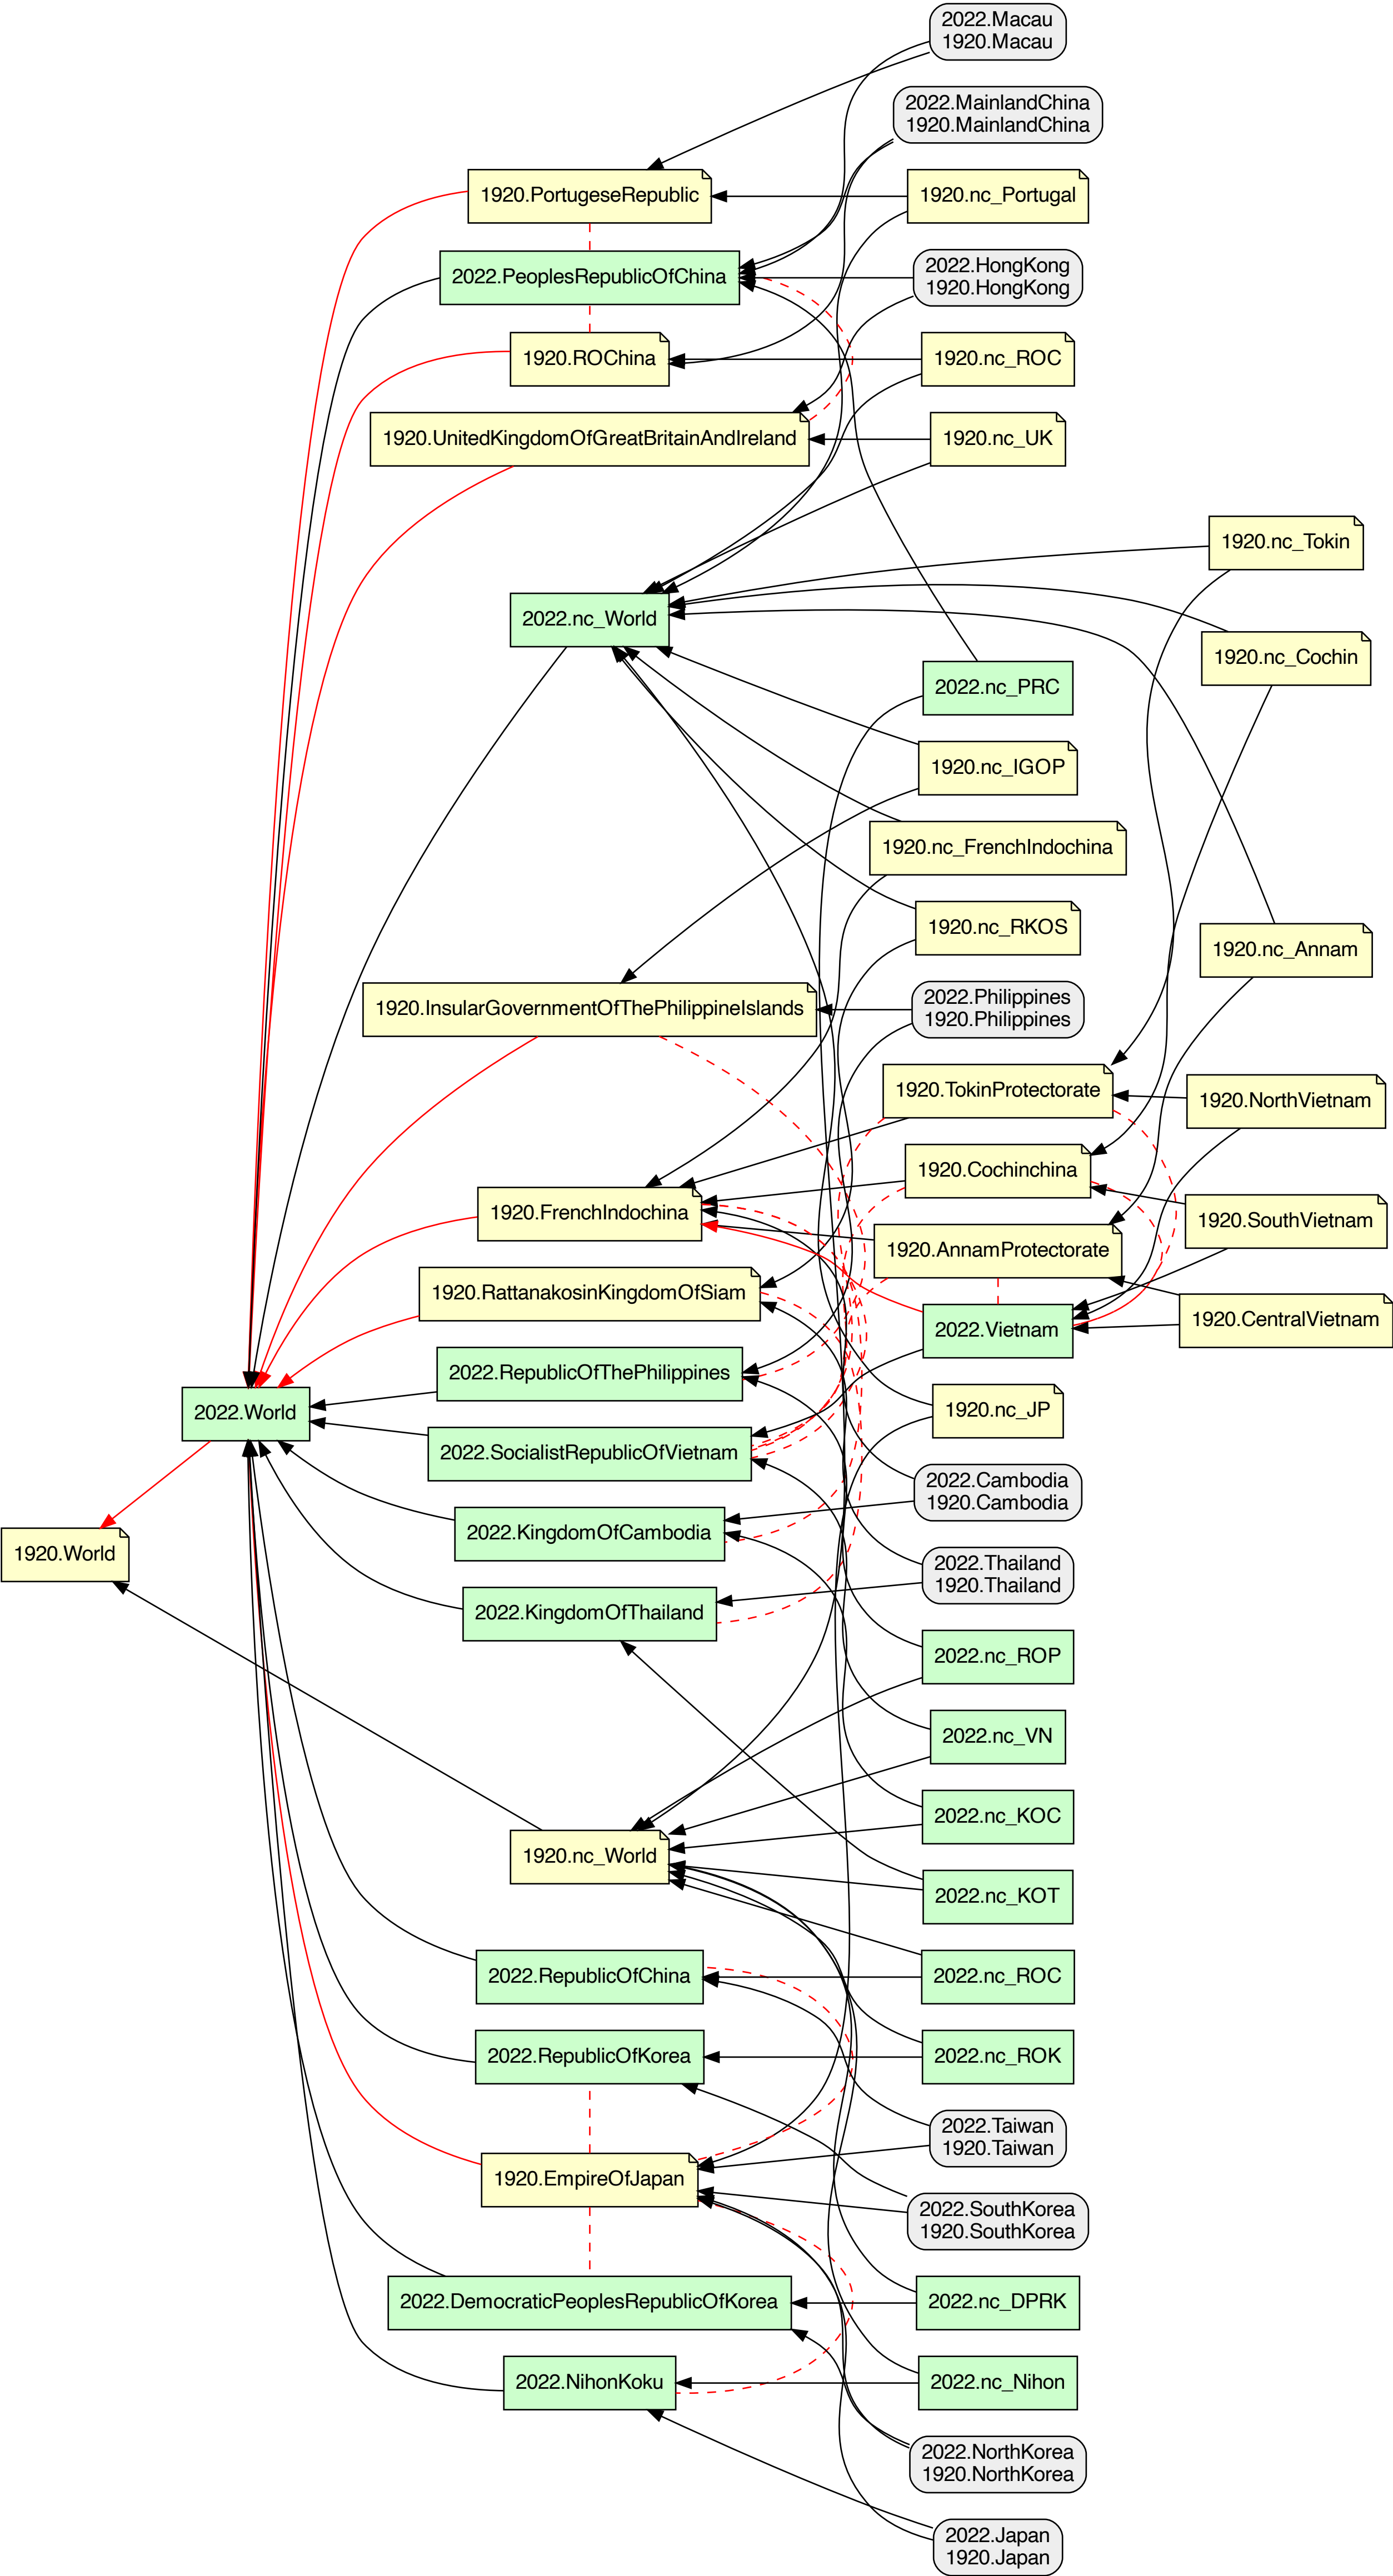 2022.Macau
1920.Macau
2022.MainlandChina
1920.MainlandChina
1920.PortugeseRepublic
1920.nc_Portugal
2022.PeoplesRepublicOfChina
2022.HongKong
1920.HongKong
1920.ROChina
1920.nc_ROC
1920.UnitedKingdomOfGreatBritainAndIreland
1920.nc_UK
1920.nc_Tokin
2022.nc_World
1920.nc_Cochin
2022.nc_PRC
1920.nc_IGOP
1920.nc_FrenchIndochina
1920.nc_RKOS
1920.nc_Annam
1920.InsularGovernmentOfThePhilippineIslands
2022.Philippines
1920.Philippines
1920.TokinProtectorate
1920.NorthVietnam
1920.Cochinchina
1920.FrenchIndochina
1920.SouthVietnam
1920.AnnamProtectorate
1920.RattanakosinKingdomOfSiam
2022.Vietnam
1920.CentralVietnam
2022.RepublicOfThePhilippines
2022.World
1920.nc_JP
2022.SocialistRepublicOfVietnam
2022.Cambodia
1920.Cambodia
2022.KingdomOfCambodia
1920.World
2022.Thailand
1920.Thailand
2022.KingdomOfThailand
2022.nc_ROP
2022.nc_VN
2022.nc_KOC
1920.nc_World
2022.nc_KOT
2022.RepublicOfChina
2022.nc_ROC
2022.RepublicOfKorea
2022.nc_ROK
2022.Taiwan
1920.Taiwan
1920.EmpireOfJapan
2022.SouthKorea
1920.SouthKorea
2022.DemocraticPeoplesRepublicOfKorea
2022.nc_DPRK
2022.NihonKoku
2022.nc_Nihon
2022.NorthKorea
1920.NorthKorea
2022.Japan
1920.Japan